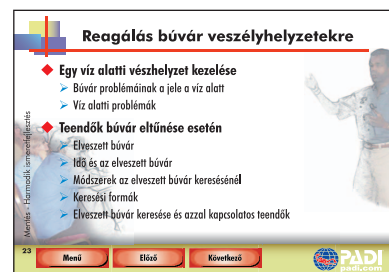 Reagálás búvár veszélyhelyzetekre
Egy víz alatti vészhelyzet kezelése
Búvár problémáinak a jele a víz alatt
Víz alatti problémák
Teendők búvár eltűnése esetén
Elveszett búvár
Idő és az elveszett búvár
Módszerek az elveszett búvár keresésénél
Keresési formák
Elveszett búvár keresése és azzal kapcsolatos teendők
Mentés - Harmadik ismeretfejlesztés
23
Menü
Előző
Következő
PADI
padi.com